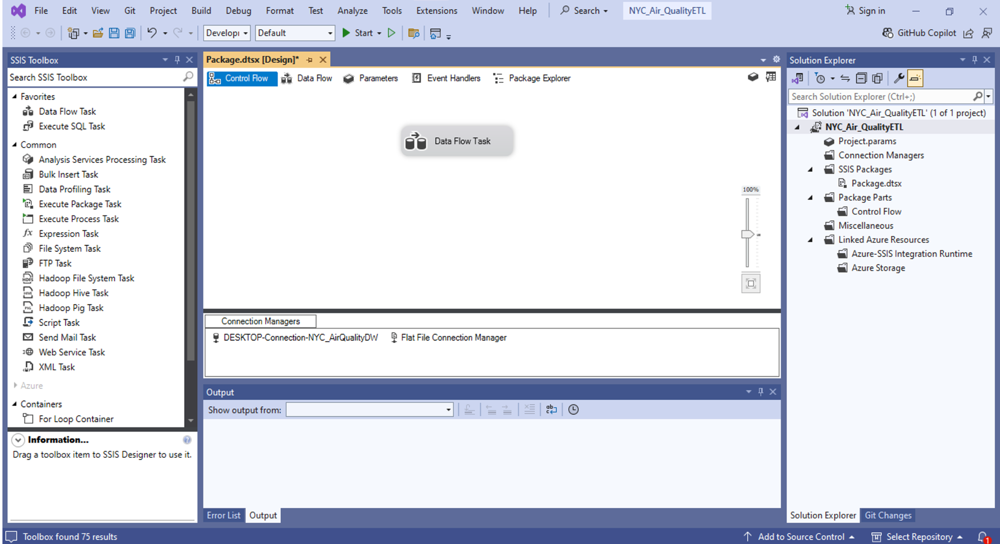 File Edit View Git Project Build Debug Format Test Analyze Tools Extensions Window Help Search NYC_Air_QualityETL Sign in
Develop Default Start GitHub Copilot
SSIS Toolbox
Search SSIS Toolbox
Favorites
Data Flow Task
Execute SQL Task
Common
Analysis Services Processing Task
Bulk Insert Task
Data Profiling Task
Execute Package Task
Execute Process Task
fx Expression Task
File System Task
FTP Task
Hadoop File System Task
Hadoop Hive Task
Hadoop Pig Task
Script Task
Send Mail Task
Web Service Task
XML Task
Azure
Containers
For Loop Container
Information...
Drag a toolbox item to SSIS Designer to use it.
Package.dtsx [Design]*
Control Flow Data Flow Parameters Event Handlers Package Explorer
Data Flow Task
100%
Connection Managers
DESKTOP-Connection-NYC_AirQualityDW Flat File Connection Manager
Output
Show output from:
Error List Output
Solution Explorer
Search Solution Explorer (Ctrl+;)
Solution 'NYC_Air_QualityETL' (1 of 1 project)
NYC_Air_QualityETL
Project.params
Connection Managers
SSIS Packages
Package.dtsx
Package Parts
Control Flow
Miscellaneous
Linked Azure Resources
Azure-SSIS Integration Runtime
Azure Storage
Solution Explorer Git Changes
Toolbox found 75 results Add to Source Control Select Repository 1